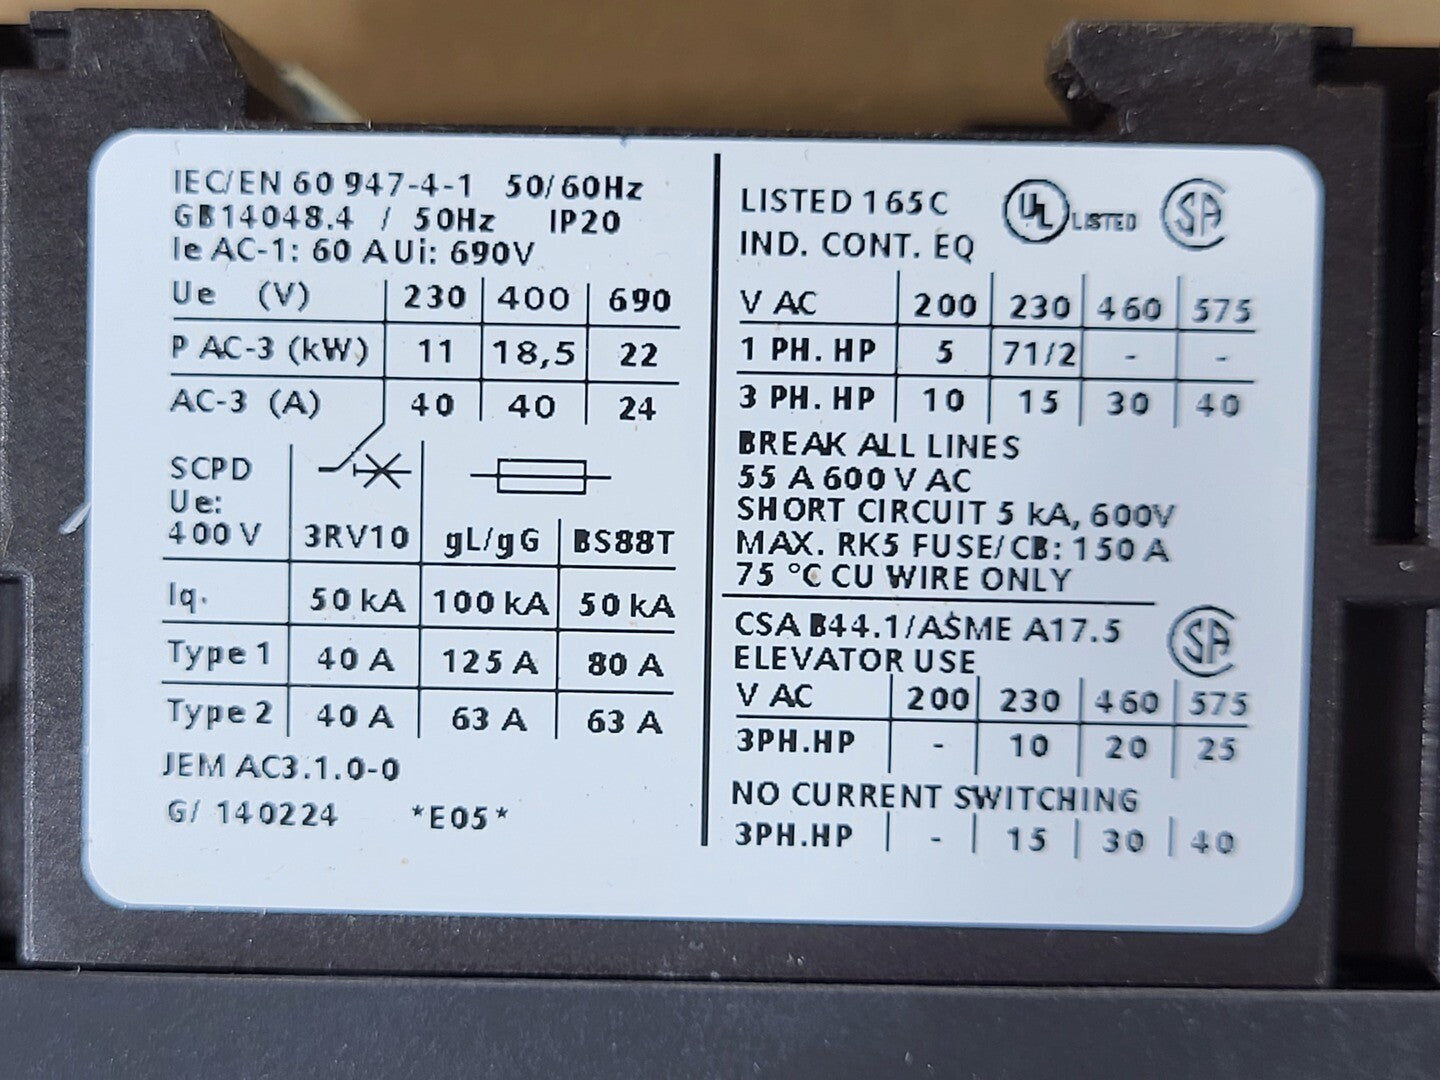 IEC/EN 60 947-4-1 50/60Hz
GB14048.4 / 50Hz IP20
Ie AC-1: 60 A Ui: 690V
Ue (V) 230 400 690
P AC-3 (kW) 11 18,5 22
AC-3 (A) 40 40 24
SCPD
Ue:
400 V 3RV10 gL/gG BS88T
Iq. 50 kA 100 kA 50 kA
Type 1 40 A 125 A 80 A
Type 2 40 A 63 A 63 A
JEM AC3.1.0-0
G/ 140224 *E05*
LISTED 165C UL LISTED SA
IND. CONT. EQ
V AC 200 230 460 575
1 PH. HP 5 71/2 - -
3 PH. HP 10 15 30 40
BREAK ALL LINES
55 A 600 V AC
SHORT CIRCUIT 5 kA, 600V
MAX. RK5 FUSE/CB: 150 A
75 °C CU WIRE ONLY
CSA B44.1/ASME A17.5 SA
ELEVATOR USE
V AC 200 230 460 575
3PH.HP - 10 20 25
NO CURRENT SWITCHING
3PH.HP - 15 30 40